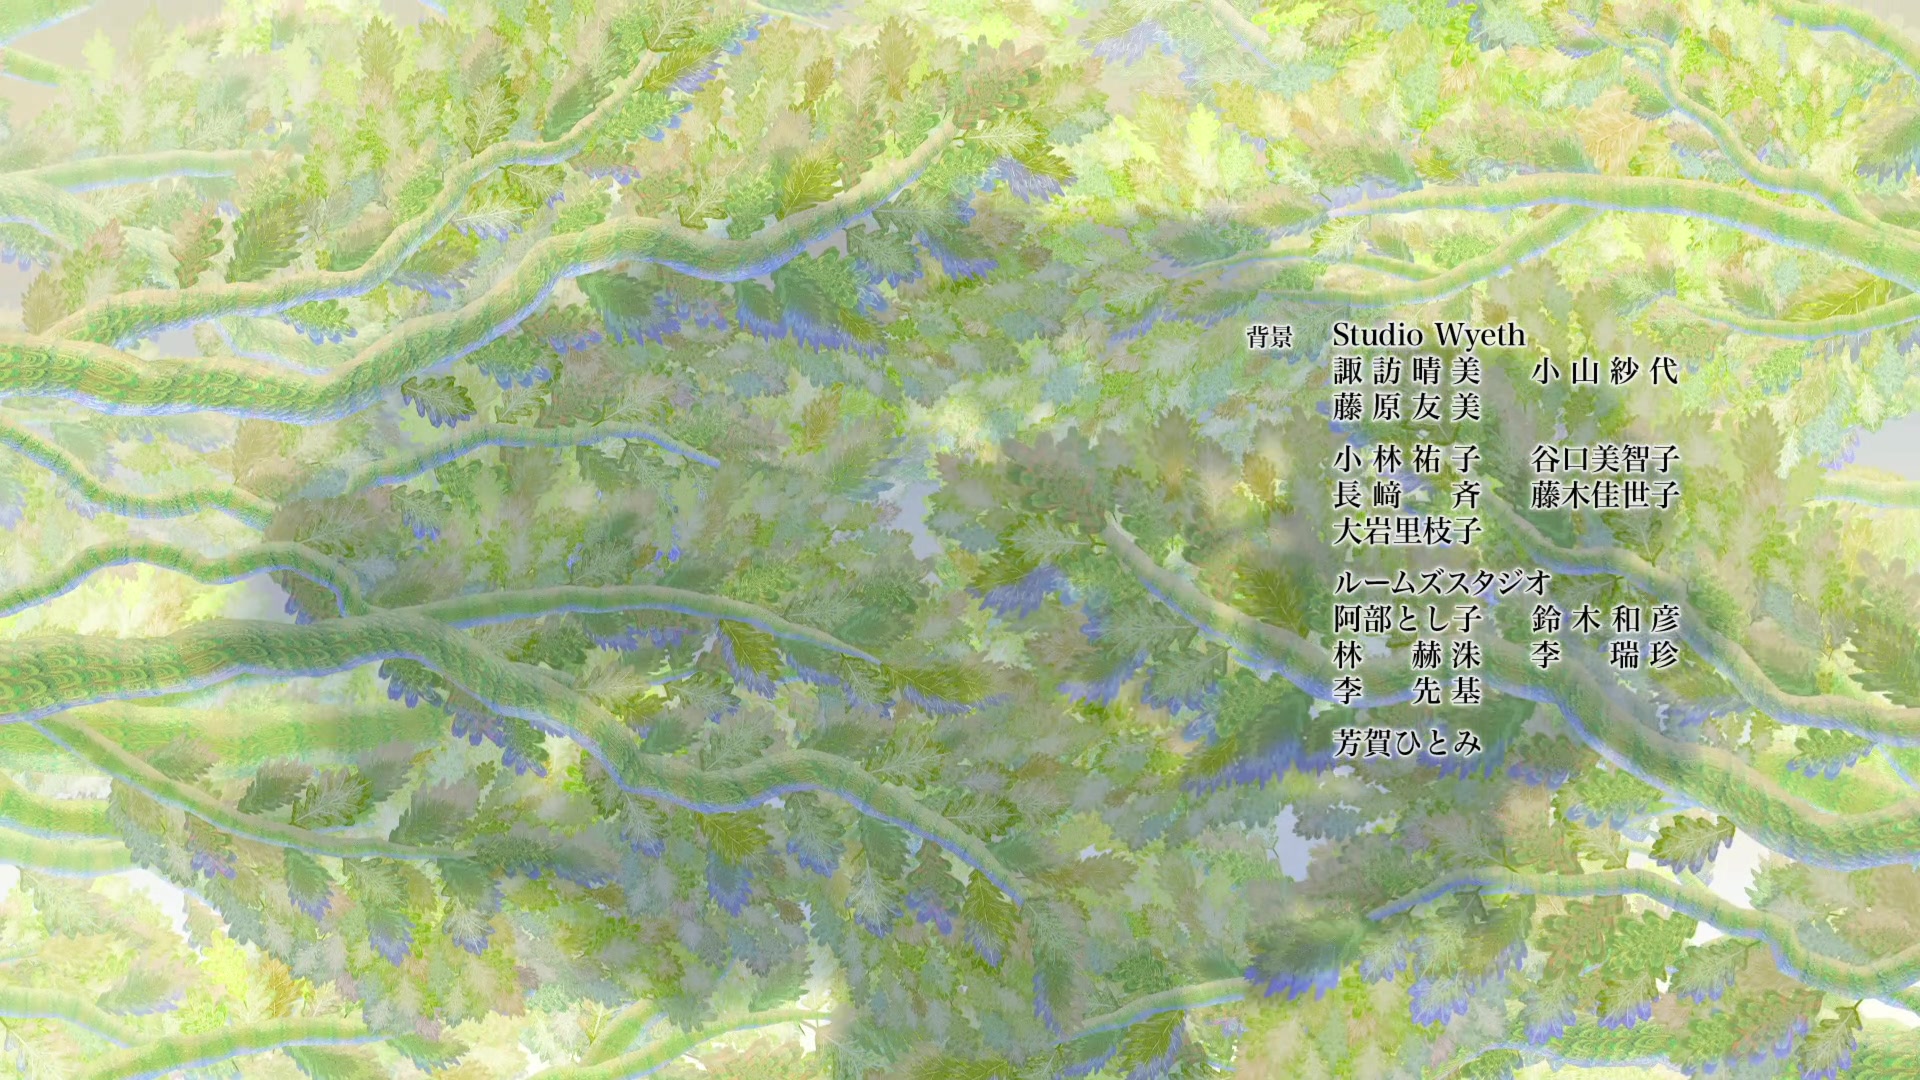 背景 Studio Wyeth
諏訪晴美 小山紗代
藤原友美
小林祐子 谷口美智子
長﨑 斉 藤木佳世子
大岩里枝子
ルームズスタジオ
阿部とし子 鈴木和彦
林 赫洙 李 瑞珍
李 先基
芳賀ひとみ